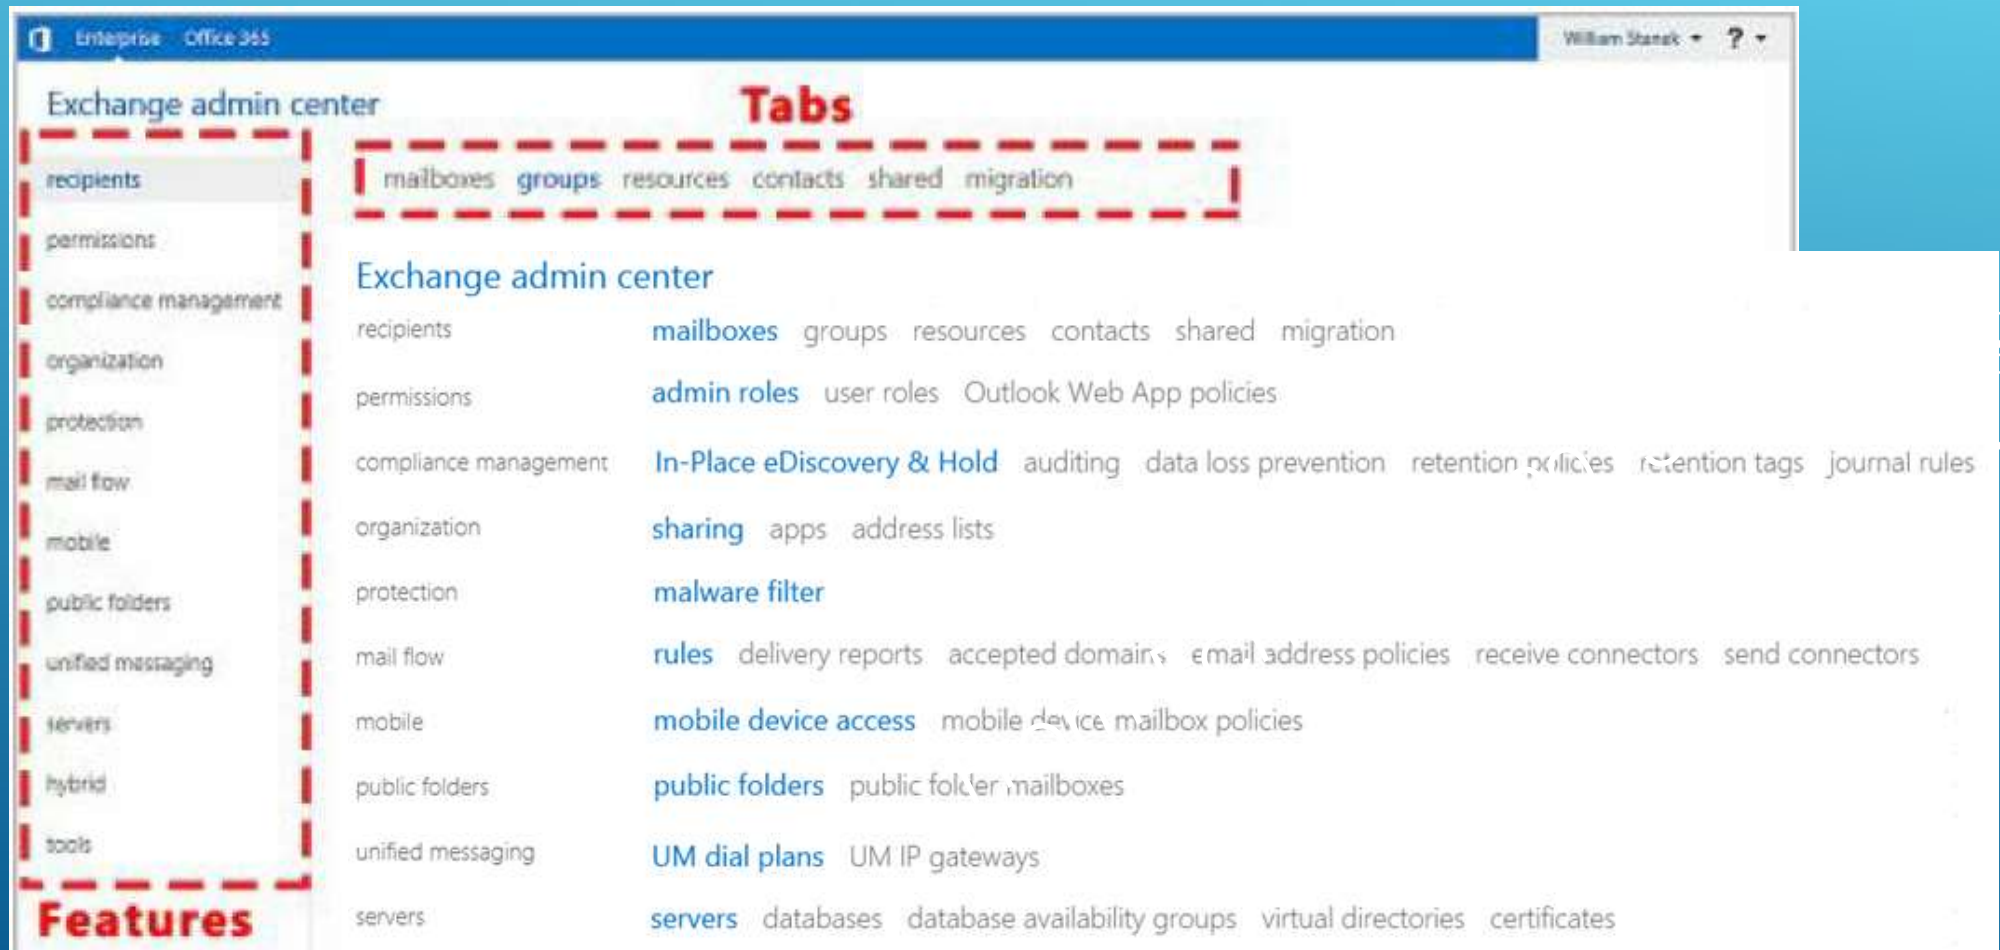 Enterprise Office 365
William Stanek ?
Exchange admin center
Tabs
mailboxes groups resources contacts shared migration
recipients
permissions
compliance management
organization
protection
mail flow
mobile
public folders
unified messaging
servers
hybrid
tools
Features
Exchange admin center
recipients mailboxes groups resources contacts shared migration
permissions admin roles user roles Outlook Web App policies
compliance management In-Place eDiscovery & Hold auditing data loss prevention retention policies retention tags journal rules
organization sharing apps address lists
protection malware filter
mail flow rules delivery reports accepted domains email address policies receive connectors send connectors
mobile mobile device access mobile device mailbox policies
public folders public folders public folder mailboxes
unified messaging UM dial plans UM IP gateways
servers servers databases database availability groups virtual directories certificates